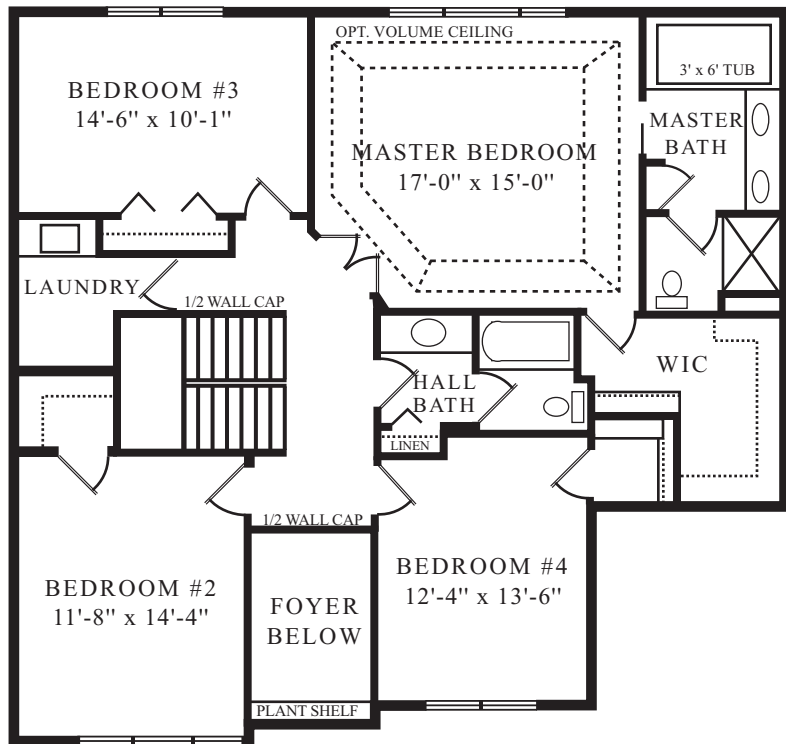 OPT. VOLUME CEILING
BEDROOM #3
14'-6" x 10'-1"
3' x 6' TUB
MASTER
BATH
MASTER BEDROOM
17'-0" x 15'-0"
LAUNDRY
1/2 WALL CAP
HALL
BATH
WIC
LINEN
1/2 WALL CAP
BEDROOM #2
11'-8" x 14'-4"
FOYER
BELOW
BEDROOM #4
12'-4" x 13'-6"
PLANT SHELF